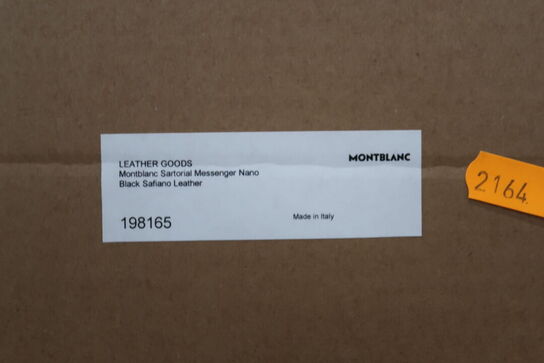 LEATHER GOODS
MONTBLANC
Montblanc Sartorial Messenger Nano
Black Safiano Leather
198165
Made in Italy
2164